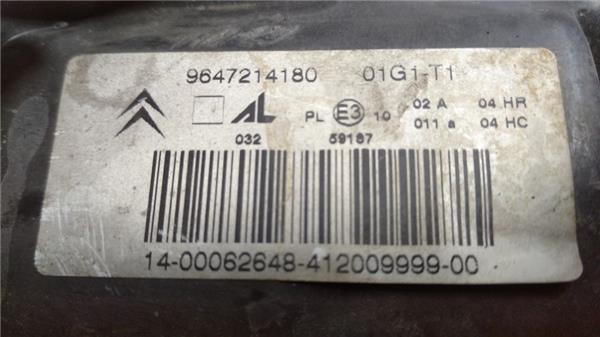 9647214180 01G1-T1
AL PL E3 10 02 A 04 HR
011 a 04 HC
032 59187
14-00062648-412009999-00